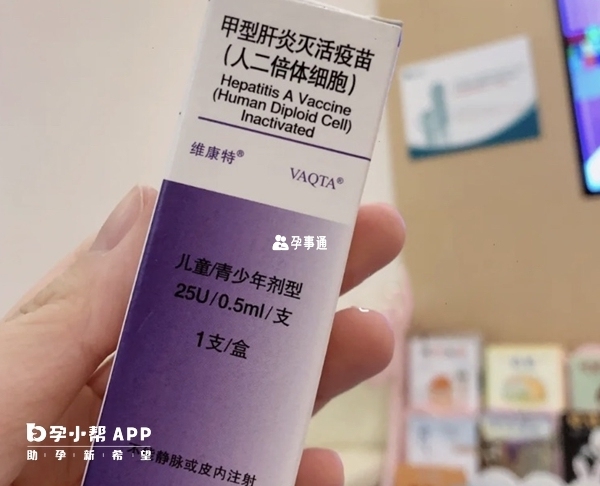 甲型肝炎灭活疫苗
(人二倍体细胞)
Hepatitis A Vaccine
(Human Diploid Cell)
Inactivated
维康特®
VAQTA®
孕事通
儿童/青少年剂型
25U/0.5ml/支
1支/盒
静脉或皮内注射
孕小帮 APP
助孕新希望